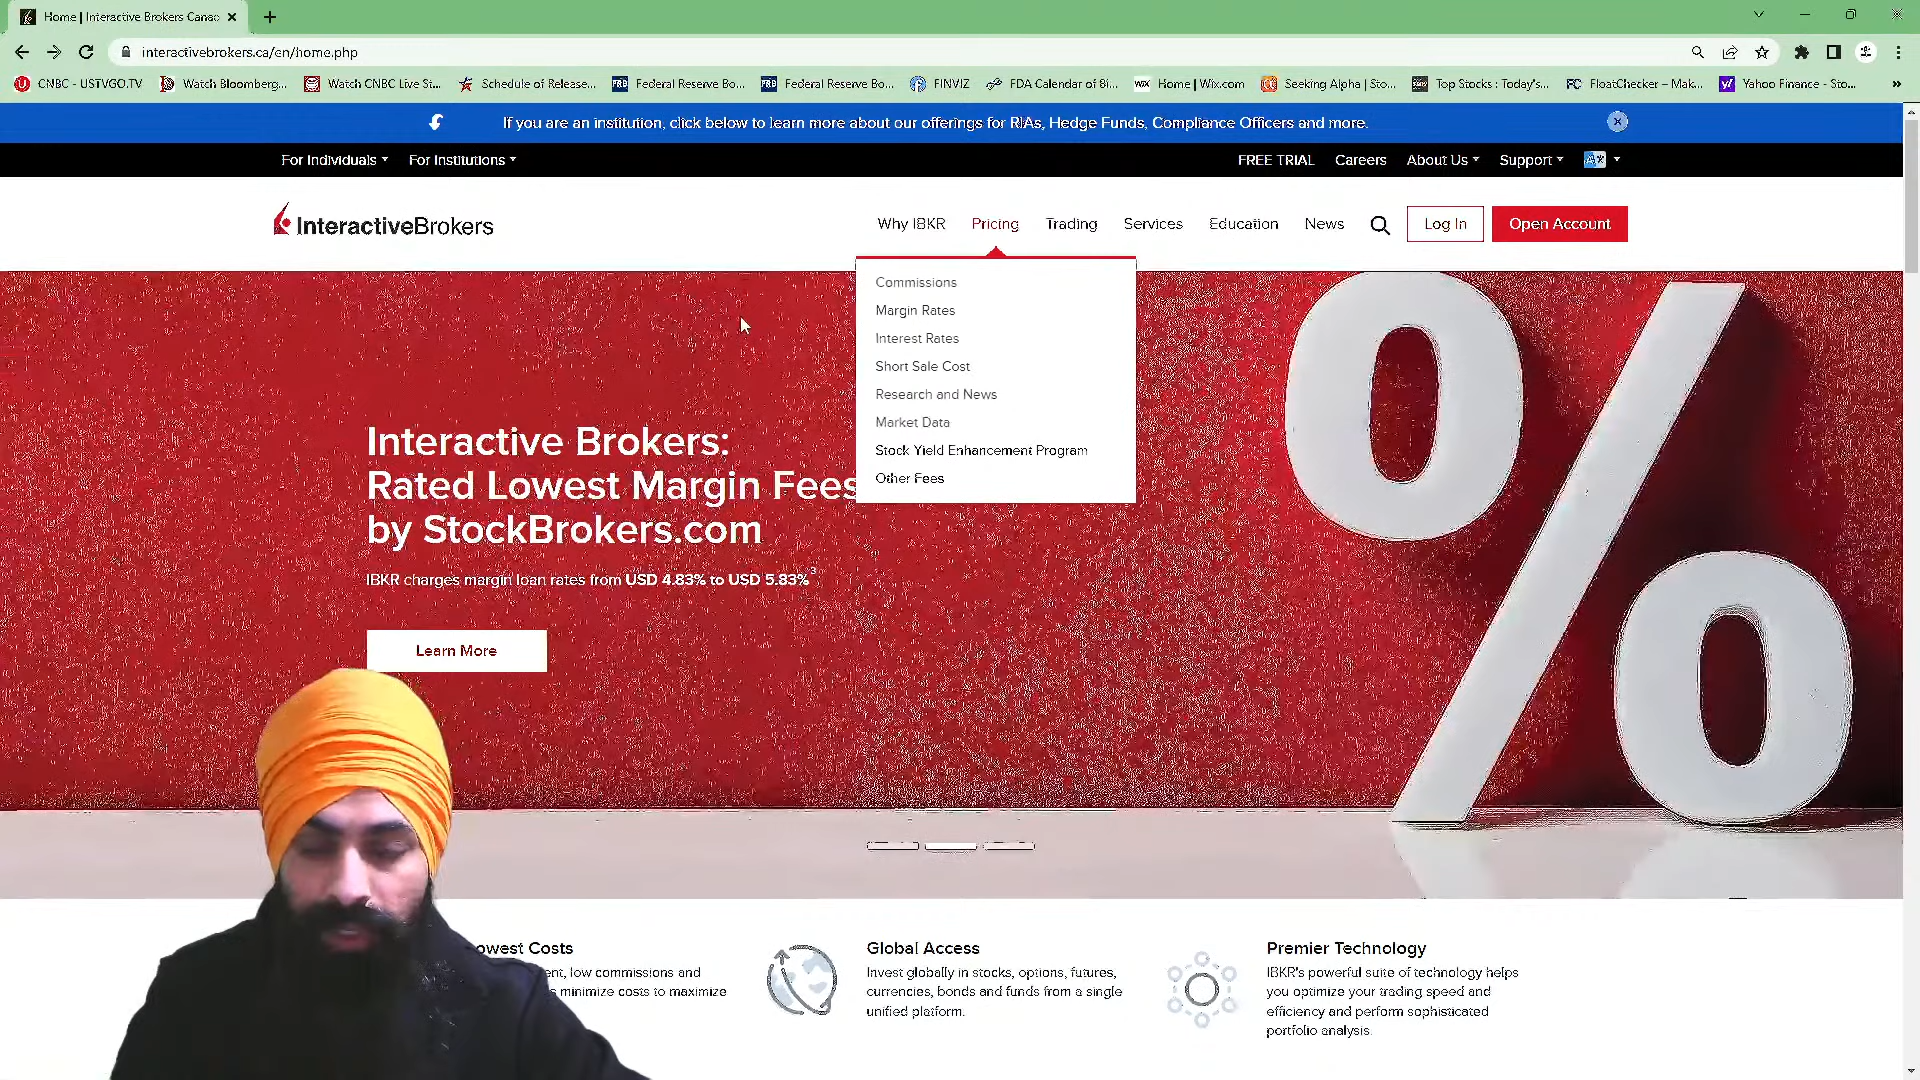 Home | Interactive Brokers Canad
interactivebrokers.ca/en/home.php
CNBC - USTVGO.TV
Watch Bloomberg...
Watch CNBC Live St...
Schedule of Release...
Federal Reserve Bo...
Federal Reserve Bo...
FINVIZ
FDA Calendar of Bi...
Home | Wix.com
Seeking Alpha | Sto...
Top Stocks : Today's...
FloatChecker – Mak...
Yahoo Finance - Sto...
If you are an institution, click below to learn more about our offerings for RIAs, Hedge Funds, Compliance Officers and more.
For Individuals
For Institutions
FREE TRIAL
Careers
About Us
Support
InteractiveBrokers
Why IBKR
Pricing
Trading
Services
Education
News
Log In
Open Account
Commissions
Margin Rates
Interest Rates
Short Sale Cost
Research and News
Market Data
Stock Yield Enhancement Program
Other Fees
Interactive Brokers:
Rated Lowest Margin Fees
by StockBrokers.com
IBKR charges margin loan rates from USD 4.83% to USD 5.83% 3
Learn More
%
owest Costs
ent, low commissions and
s minimize costs to maximize
Global Access
Invest globally in stocks, options, futures,
currencies, bonds and funds from a single
unified platform.
Premier Technology
IBKR's powerful suite of technology helps
you optimize your trading speed and
efficiency and perform sophisticated
portfolio analysis.